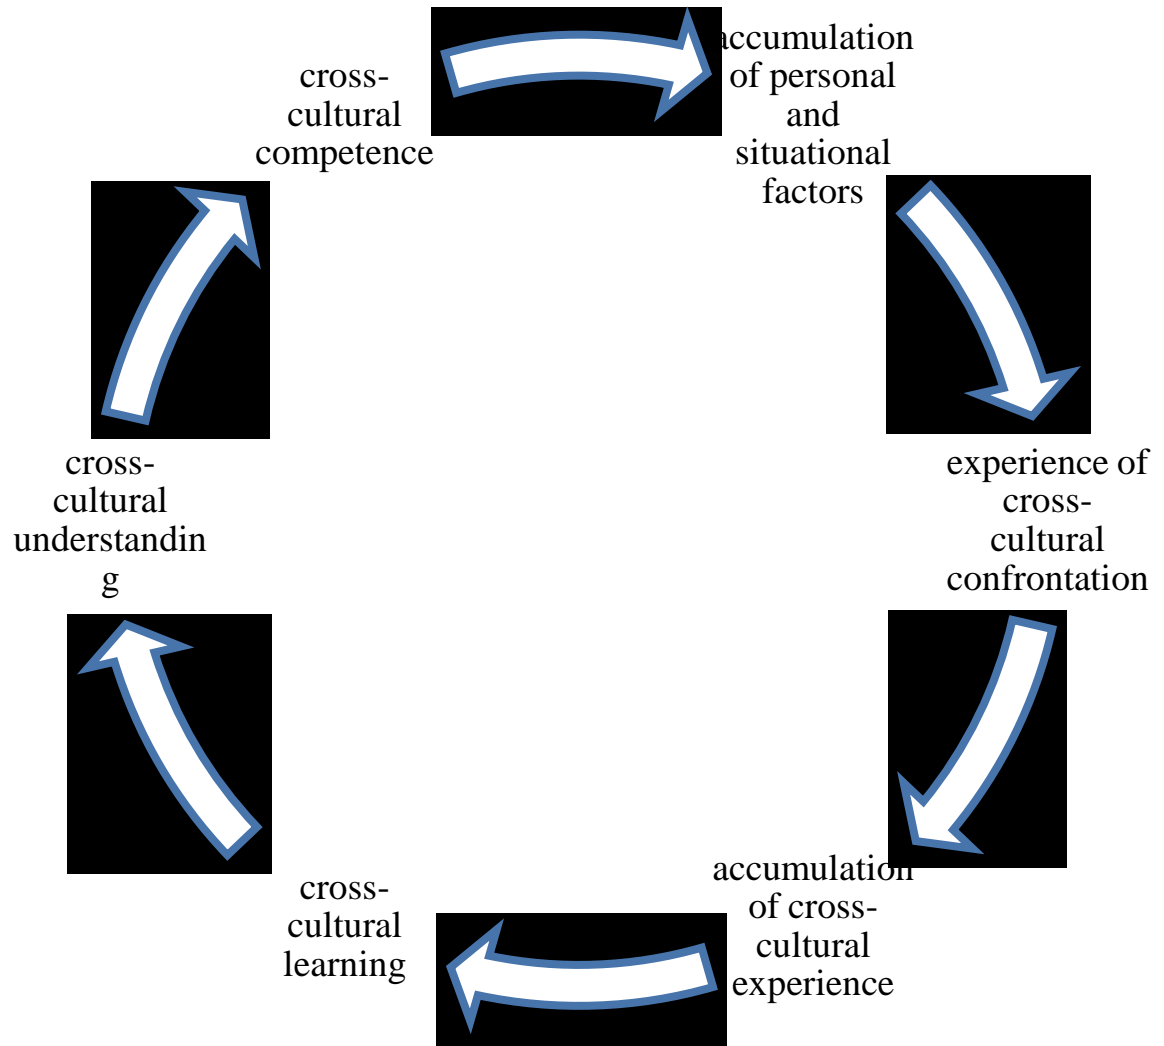 cross-
cultural
competence
accumulation
of personal
and
situational
factors
experience of
cross-
cultural
confrontation
accumulation
of cross-
cultural
experience
cross-
cultural
learning
cross-
cultural
understandin
g